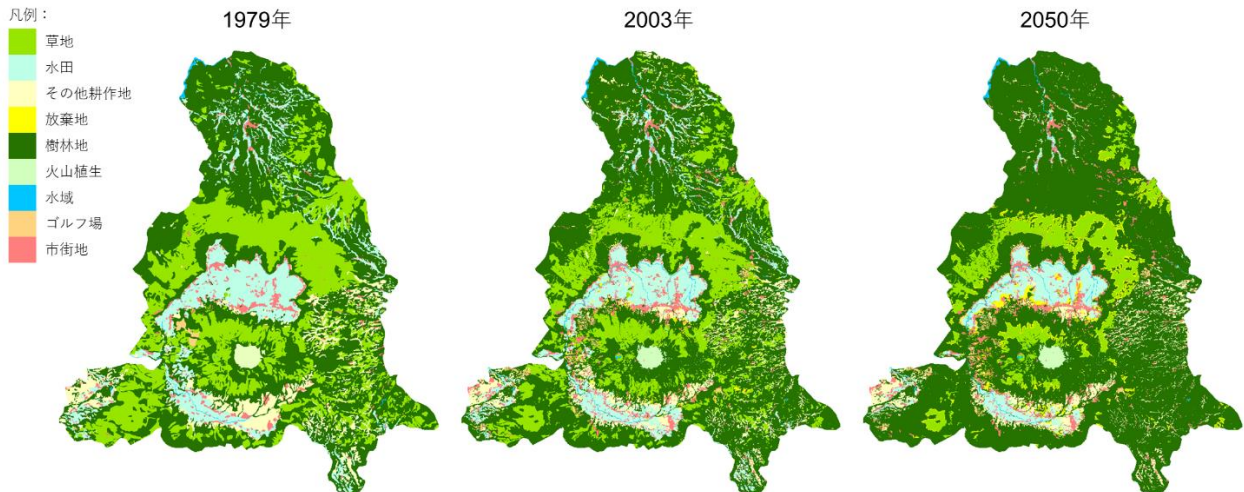 凡例：
草地
水田
その他耕作地
放棄地
樹林地
火山植生
水域
ゴルフ場
市街地
1979年
2003年
2050年